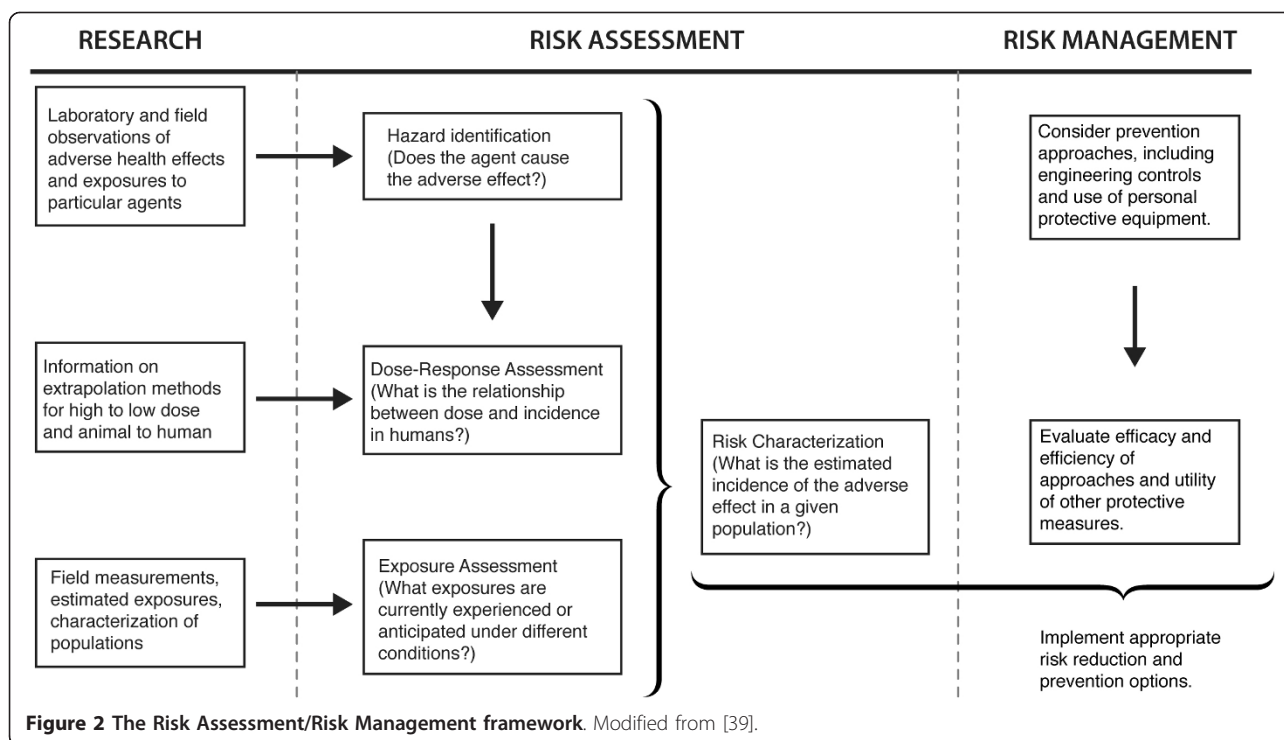 RESEARCH
RISK ASSESSMENT
RISK MANAGEMENT
Laboratory and field
observations of
adverse health effects
and exposures to
particular agents
Hazard identification
(Does the agent cause
the adverse effect?)
Consider prevention
approaches, including
engineering controls
and use of personal
protective equipment.
Information on
extrapolation methods
for high to low dose
and animal to human
Dose-Response Assessment
(What is the relationship
between dose and incidence
in humans?)
Risk Characterization
(What is the estimated
incidence of the adverse
effect in a given
population?)
Evaluate efficacy and
efficiency of
approaches and utility
of other protective
measures.
Field measurements,
estimated exposures,
characterization of
populations
Exposure Assessment
(What exposures are
currently experienced or
anticipated under different
conditions?)
Implement appropriate
risk reduction and
prevention options.
Figure 2 The Risk Assessment/Risk Management framework. Modified from [39].